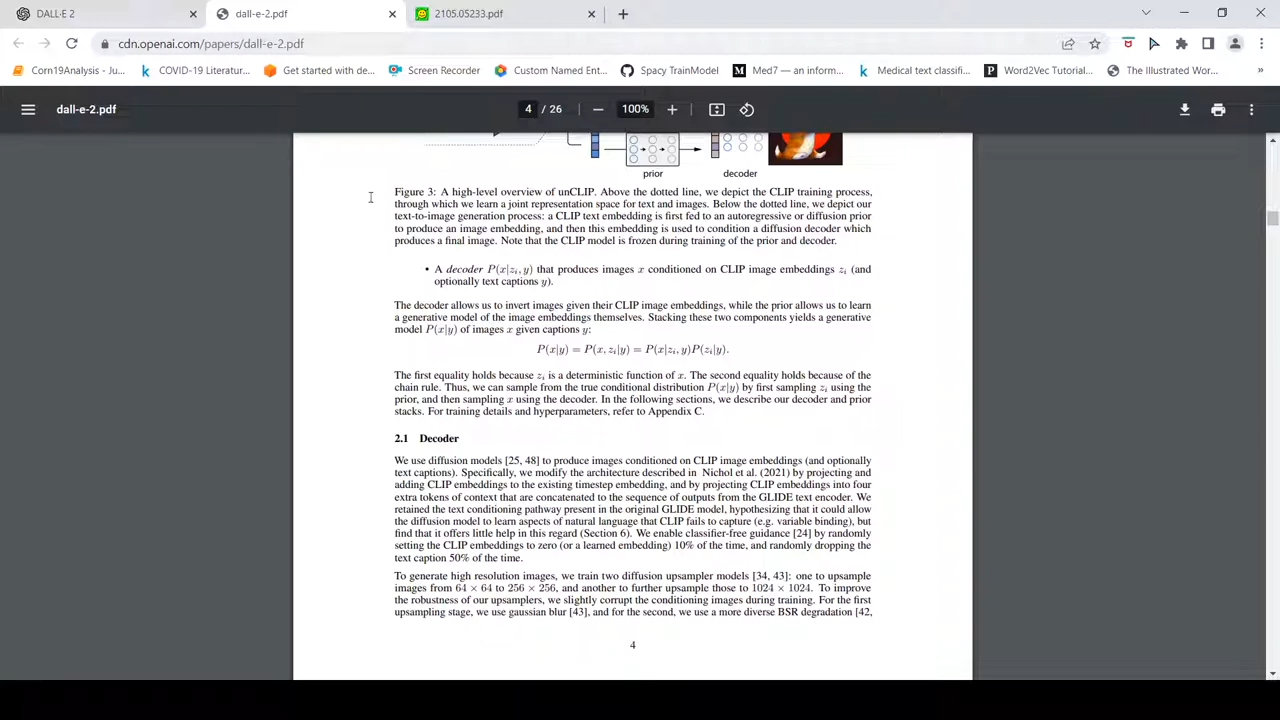 DALL·E 2
dall-e-2.pdf
2105.05233.pdf
cdn.openai.com/papers/dall-e-2.pdf
Corn19Analysis - Ju...
COVID-19 Literatur...
Get started with de...
Screen Recorder
Custom Named Ent...
Spacy TrainModel
Med7 — an inform...
Medical text classifi...
Word2Vec Tutorial...
The Illustrated Wor...
dall-e-2.pdf
4 / 26
100%
prior
decoder
Figure 3: A high-level overview of unCLIP. Above the dotted line, we depict the CLIP training process,
through which we learn a joint representation space for text and images. Below the dotted line, we depict our
text-to-image generation process: a CLIP text embedding is first fed to an autoregressive or diffusion prior
to produce an image embedding, and then this embedding is used to condition a diffusion decoder which
produces a final image. Note that the CLIP model is frozen during training of the prior and decoder.
• A decoder P(x|zᵢ, y) that produces images x conditioned on CLIP image embeddings zᵢ (and
optionally text captions y).
The decoder allows us to invert images given their CLIP image embeddings, while the prior allows us to learn
a generative model of the image embeddings themselves. Stacking these two components yields a generative
model P(x|y) of images x given captions y:
P(x|y) = P(x, zᵢ|y) = P(x|zᵢ, y)P(zᵢ|y).
The first equality holds because zᵢ is a deterministic function of x. The second equality holds because of the
chain rule. Thus, we can sample from the true conditional distribution P(x|y) by first sampling zᵢ using the
prior, and then sampling x using the decoder. In the following sections, we describe our decoder and prior
stacks. For training details and hyperparameters, refer to Appendix C.
2.1 Decoder
We use diffusion models [25, 48] to produce images conditioned on CLIP image embeddings (and optionally
text captions). Specifically, we modify the architecture described in Nichol et al. (2021) by projecting and
adding CLIP embeddings to the existing timestep embedding, and by projecting CLIP embeddings into four
extra tokens of context that are concatenated to the sequence of outputs from the GLIDE text encoder. We
retained the text conditioning pathway present in the original GLIDE model, hypothesizing that it could allow
the diffusion model to learn aspects of natural language that CLIP fails to capture (e.g. variable binding), but
find that it offers little help in this regard (Section 6). We enable classifier-free guidance [24] by randomly
setting the CLIP embeddings to zero (or a learned embedding) 10% of the time, and randomly dropping the
text caption 50% of the time.
To generate high resolution images, we train two diffusion upsampler models [34, 43]: one to upsample
images from 64 × 64 to 256 × 256, and another to further upsample those to 1024 × 1024. To improve
the robustness of our upsamplers, we slightly corrupt the conditioning images during training. For the first
upsampling stage, we use gaussian blur [43], and for the second, we use a more diverse BSR degradation [42,
4